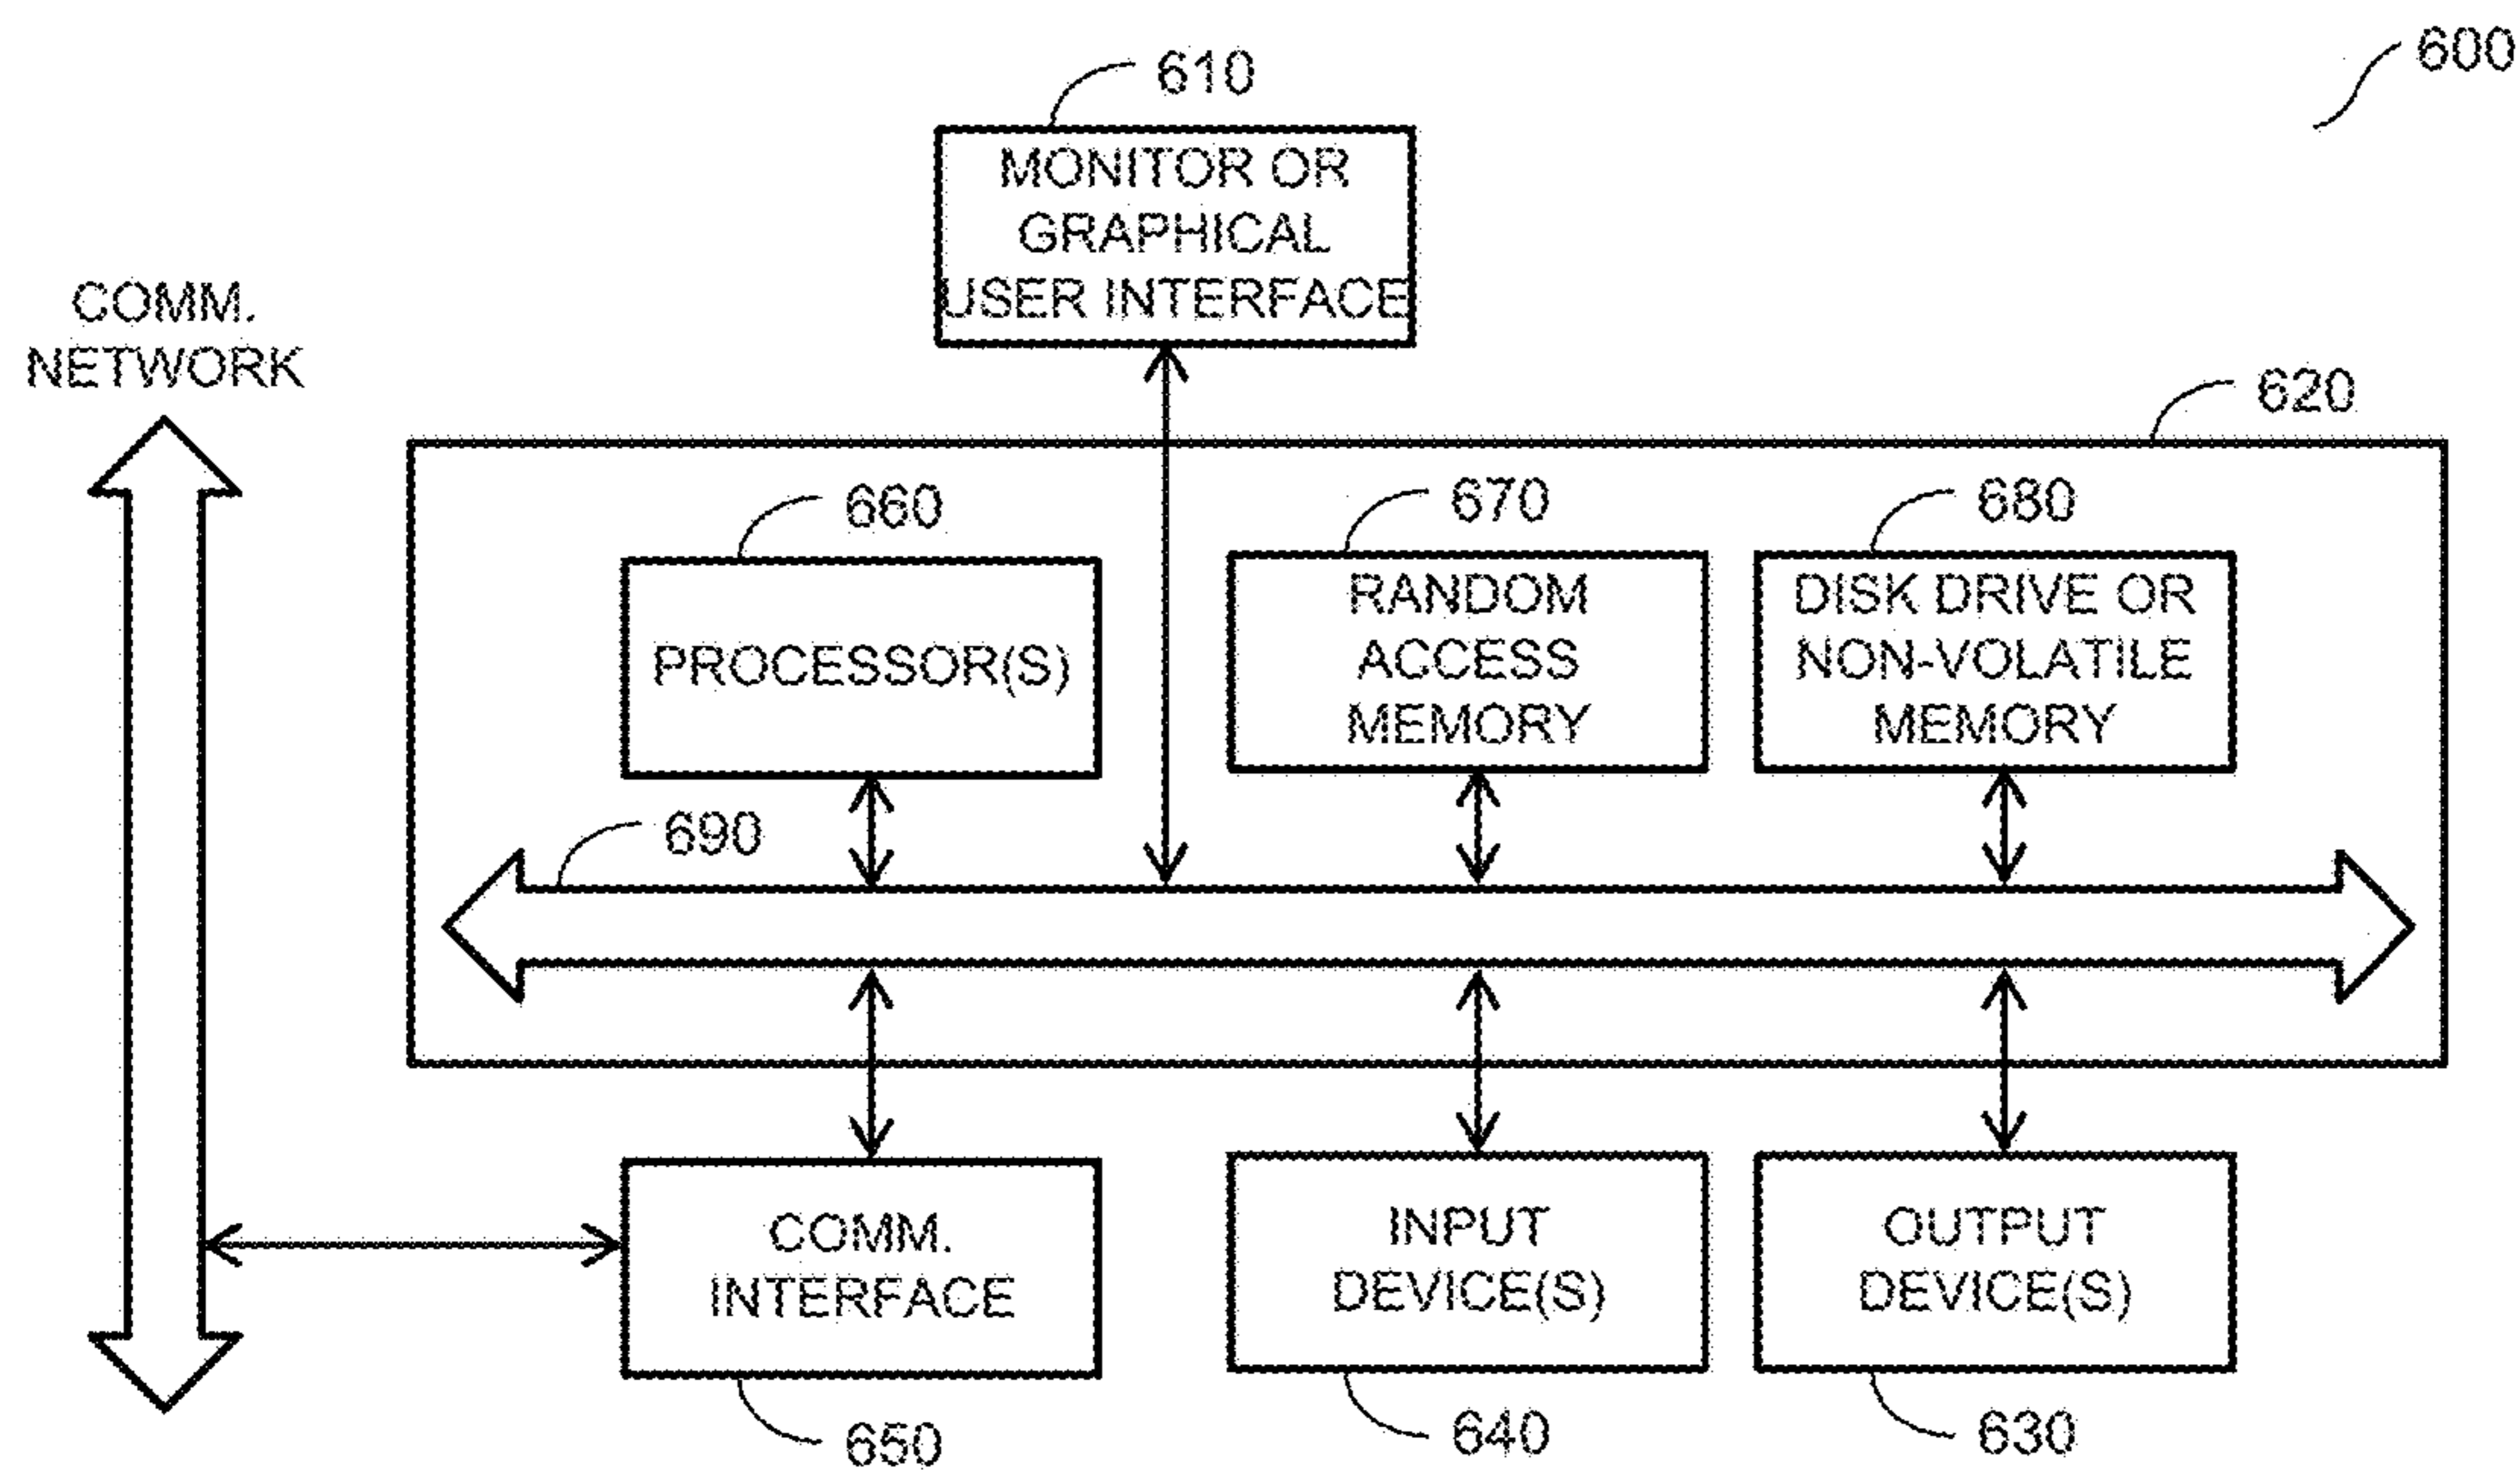 600
610
MONITOR OR
GRAPHICAL
USER INTERFACE
COMM.
NETWORK
620
660
PROCESSOR(S)
670
RANDOM
ACCESS
MEMORY
680
DISK DRIVE OR
NON-VOLATILE
MEMORY
690
COMM.
INTERFACE
650
INPUT
DEVICE(S)
640
OUTPUT
DEVICE(S)
630